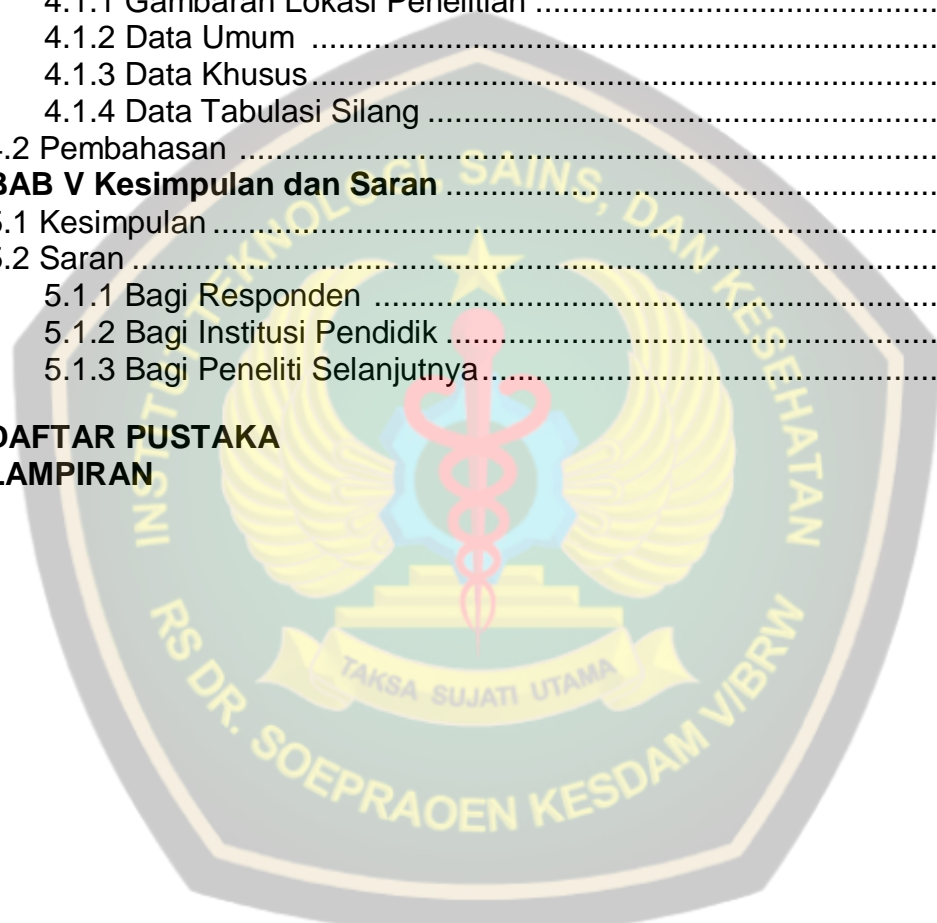 4.1.1 Gambaran Lokasi Penelitian ........................................................
4.1.2 Data Umum ........................................................................
4.1.3 Data Khusus ........................................................................
4.1.4 Data Tabulasi Silang ............................................................
4.2 Pembahasan ........................................................................
BAB V Kesimpulan dan Saran ........................................................
5.1 Kesimpulan ........................................................................
5.2 Saran ........................................................................
5.1.1 Bagi Responden ........................................................................
5.1.2 Bagi Institusi Pendidik ............................................................
5.1.3 Bagi Peneliti Selanjutnya ........................................................
DAFTAR PUSTAKA
LAMPIRAN
INSTITUT TEKNOLOGI, SAINS, DAN KESEHATAN
TAKSA SUJATI UTAMA
RS DR. SOEPRAOEN KESDAM V/BRW